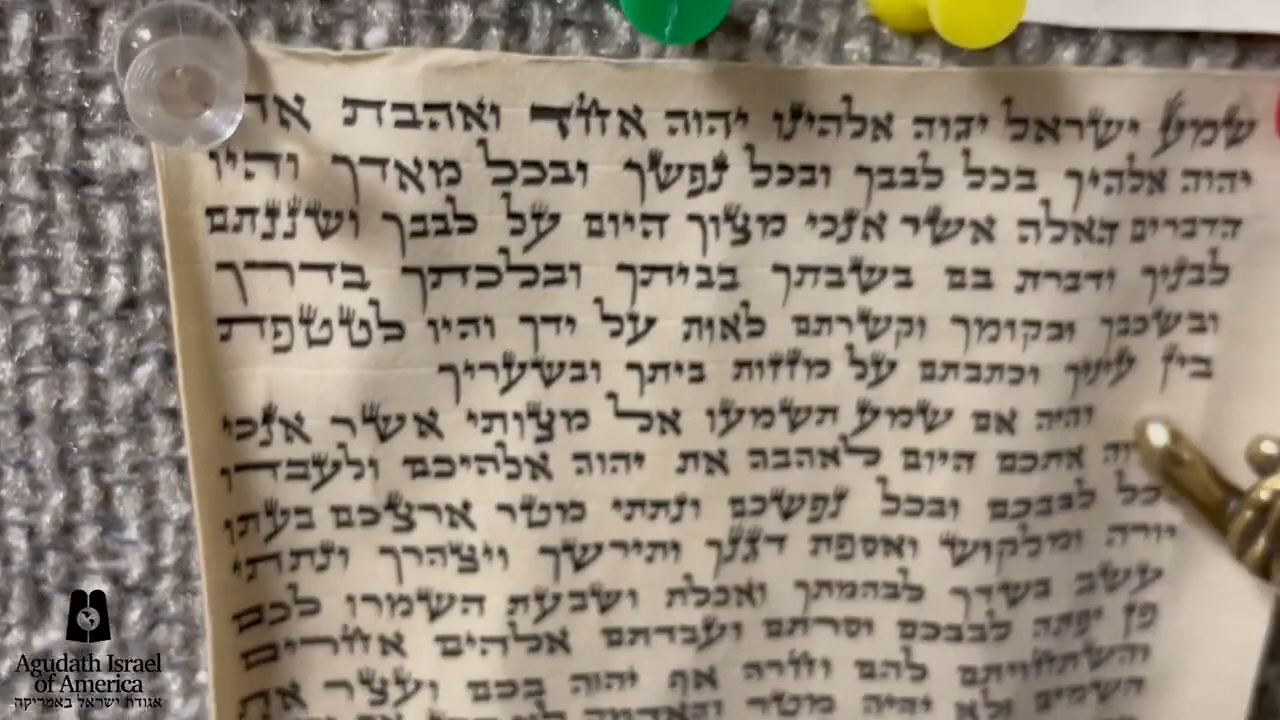 שמע ישראל יהוה אלהינו יהוה אחד ואהבת
יהוה אלהיך בכל לבבך ובכל נפשך ובכל מאדך והיו
הדברים האלה אשר אנכי מצוך היום על לבבך ושננתם
לבניך ודברת בם בשבתך בביתך ובלכתך בדרך
ובשכבך ובקומך וקשרתם לאות על ידך והיו לטטפת
בין עיניך וכתבתם על מזזות ביתך ובשעריך
והיה אם שמע תשמעו אל מצותי אשר אנכי
אתכם היום לאהבה את יהוה אלהיכם ולעבדו
לבבכם ובכל נפשכם ונתתי מטר ארצכם בעתו
יורה ומלקוש ואספת דגנך ותירשך ויצהרך ונתתי
עשב בשדך לבהמתך ואכלת ושבעת השמרו לכם
פן יפתה לבבכם וסרתם ועבדתם אלהים אחרים
והשתחויתם להם וחרה אף יהוה בכם ועצר את
השמים ולא יהיה מטר והאדמה לא
Agudath Israel
of America
אגודת ישראל באמריקה